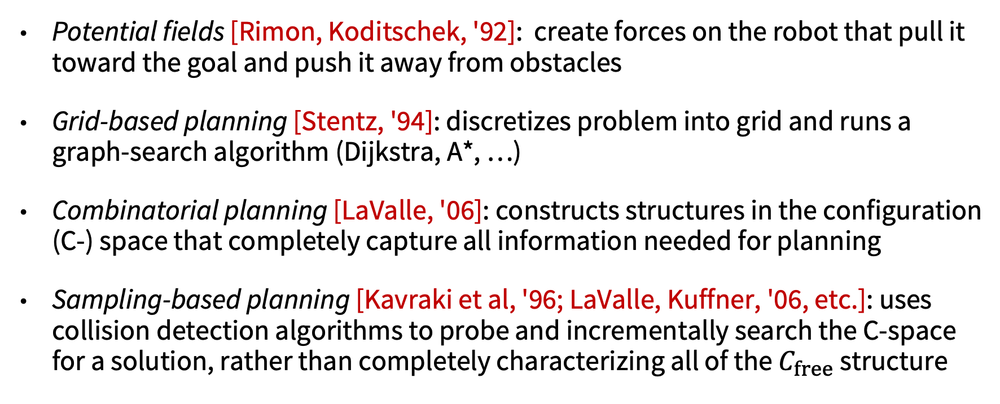 • Potential fields [Rimon, Koditschek, '92]:  create forces on the robot that pull it
toward the goal and push it away from obstacles
• Grid-based planning [Stentz, '94]: discretizes problem into grid and runs a
graph-search algorithm (Dijkstra, A*, …)
• Combinatorial planning [LaValle, '06]: constructs structures in the configuration
(C-) space that completely capture all information needed for planning
• Sampling-based planning [Kavraki et al, '96; LaValle, Kuffner, '06, etc.]: uses
collision detection algorithms to probe and incrementally search the C-space
for a solution, rather than completely characterizing all of the C_free structure